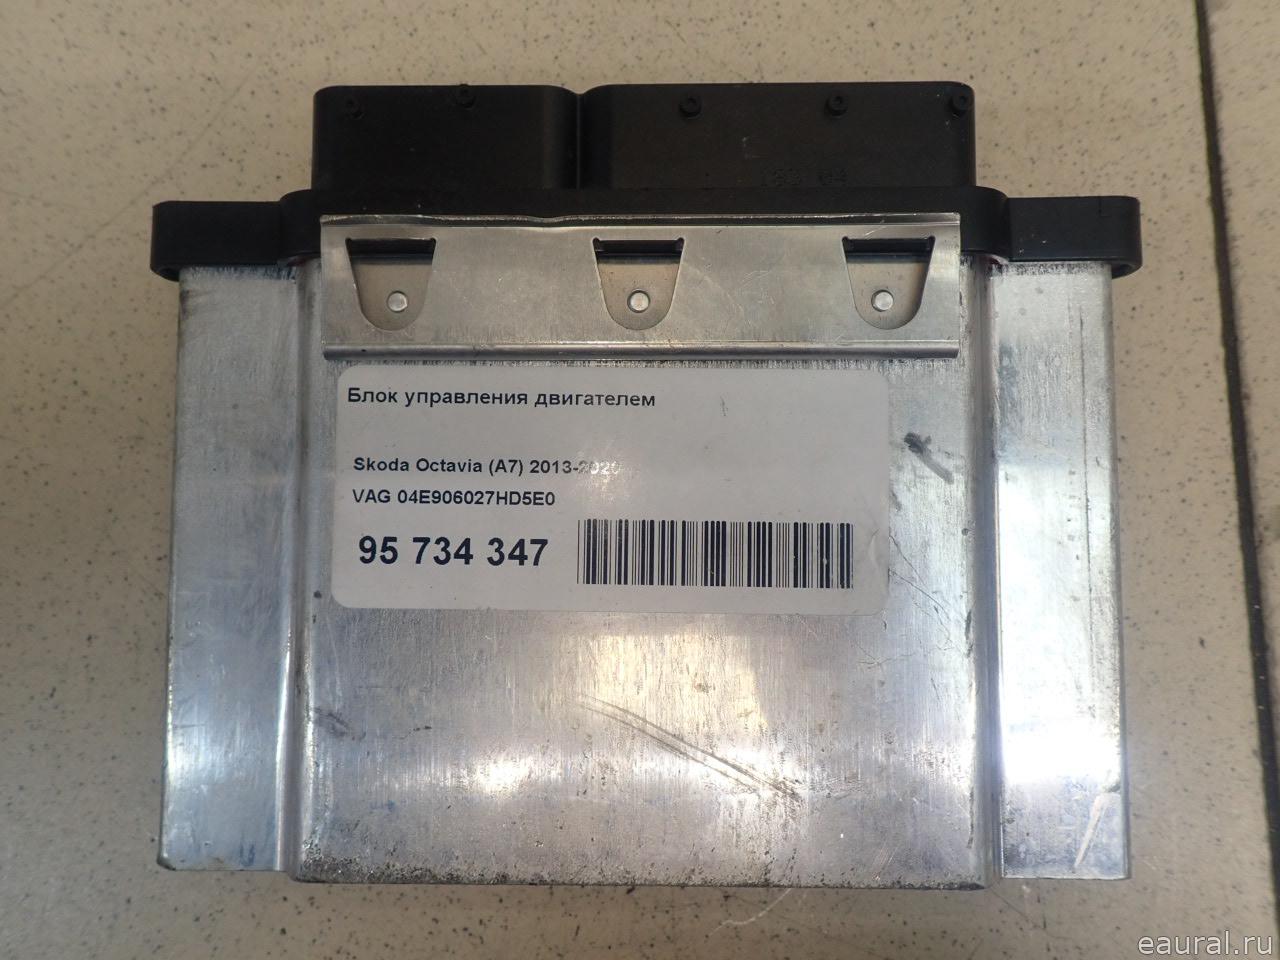 Блок управления двигателем
Skoda Octavia (A7) 2013-2020
VAG 04E906027HD5E0
95 734 347
eaural.ru